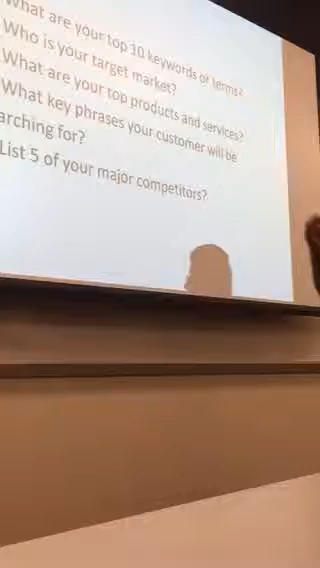 What are your top 10 keywords or terms?
Who is your target market?
What are your top products and services?
What key phrases your customer will be
arching for?
List 5 of your major competitors?